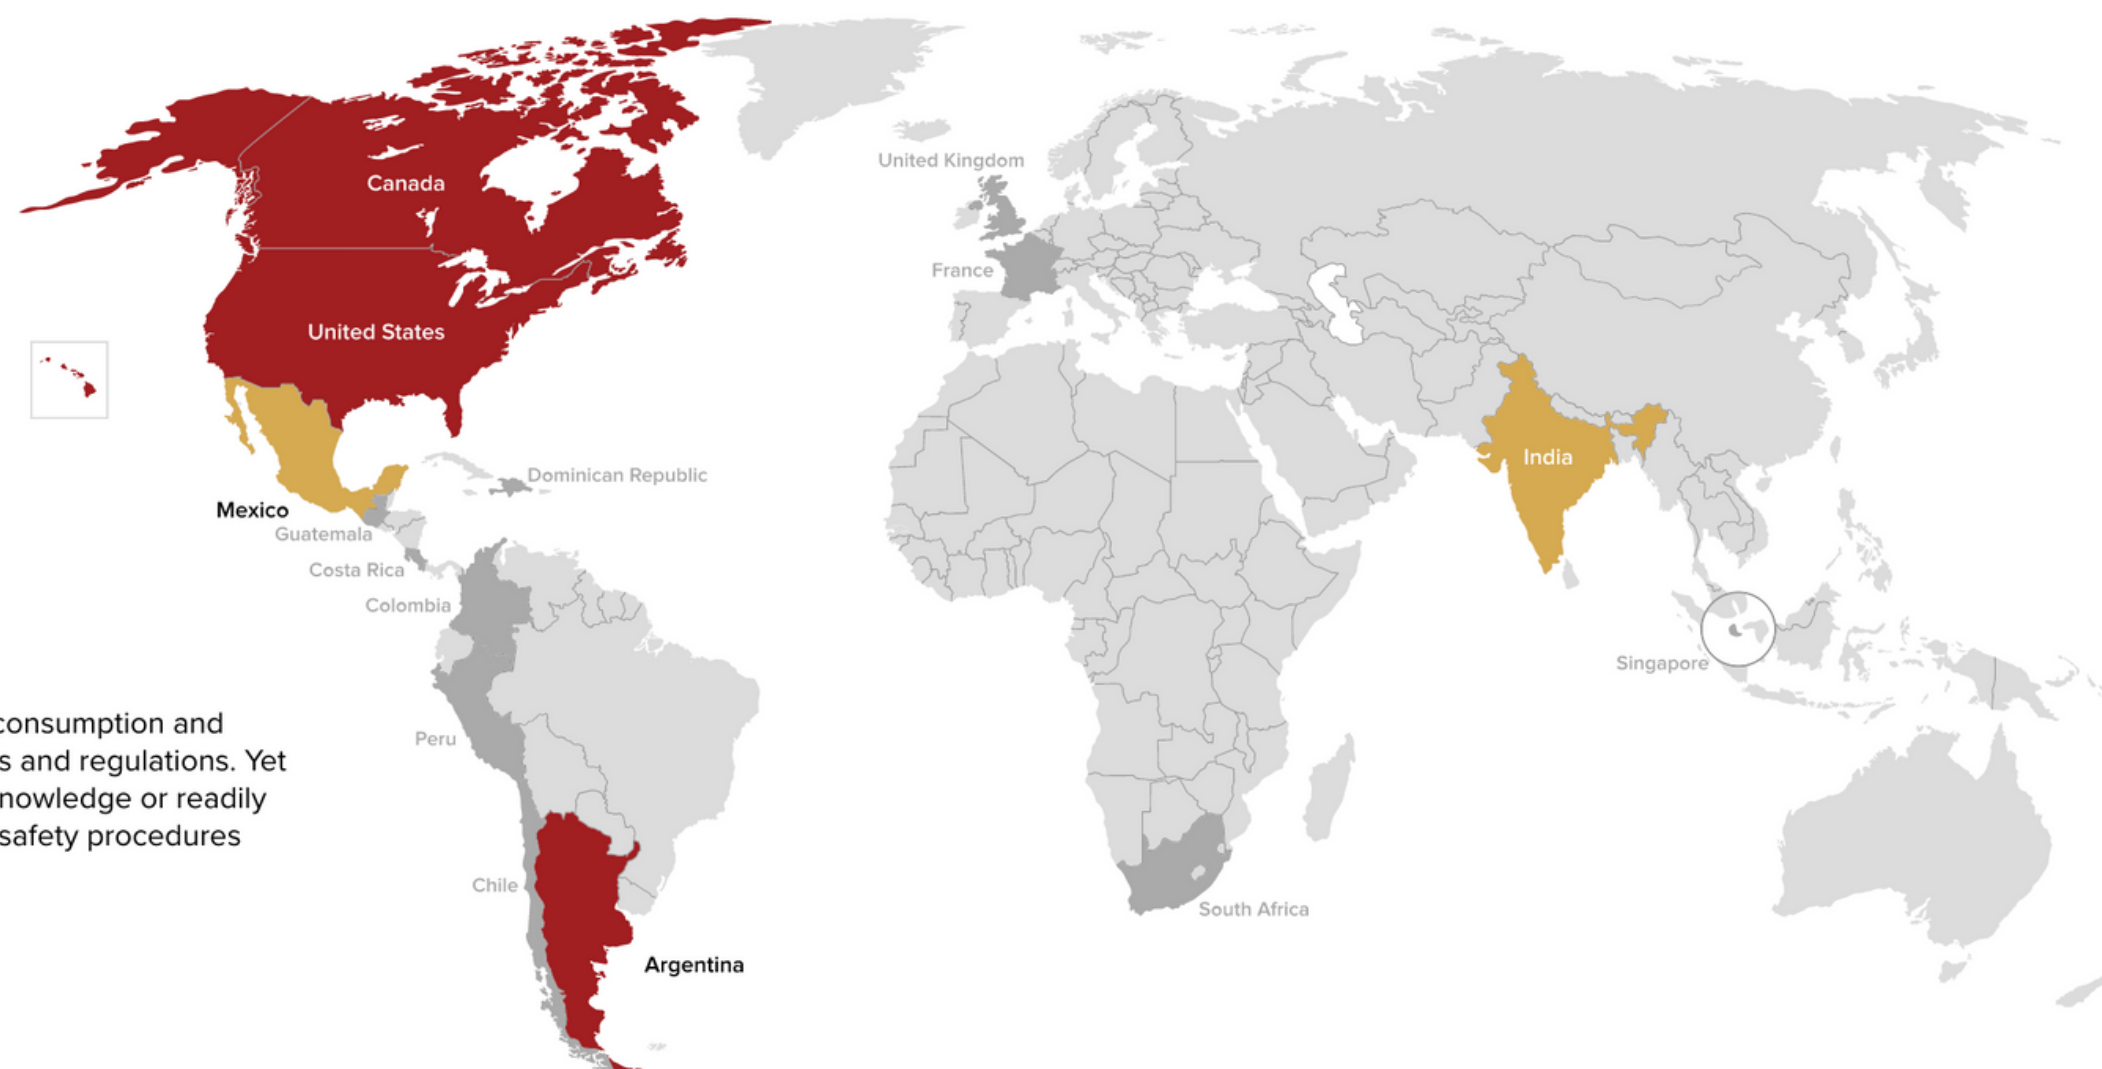 United Kingdom
Canada
France
United States
India
Dominican Republic
Mexico
Guatemala
Costa Rica
Colombia
Singapore
consumption and
Peru
s and regulations. Yet
nowledge or readily
safety procedures
Chile
South Africa
Argentina